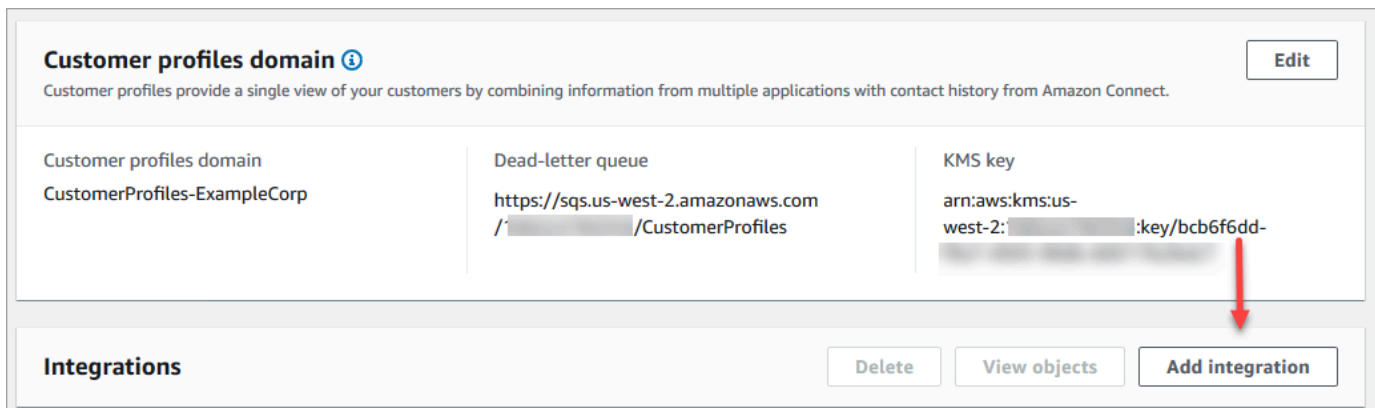 Customer profiles domain
Edit
Customer profiles provide a single view of your customers by combining information from multiple applications with contact history from Amazon Connect.
Customer profiles domain
CustomerProfiles-ExampleCorp
Dead-letter queue
https://sqs.us-west-2.amazonaws.com
/ /CustomerProfiles
KMS key
arn:aws:kms:us-
west-2: :key/bcb6f6dd-
Integrations
Delete
View objects
Add integration